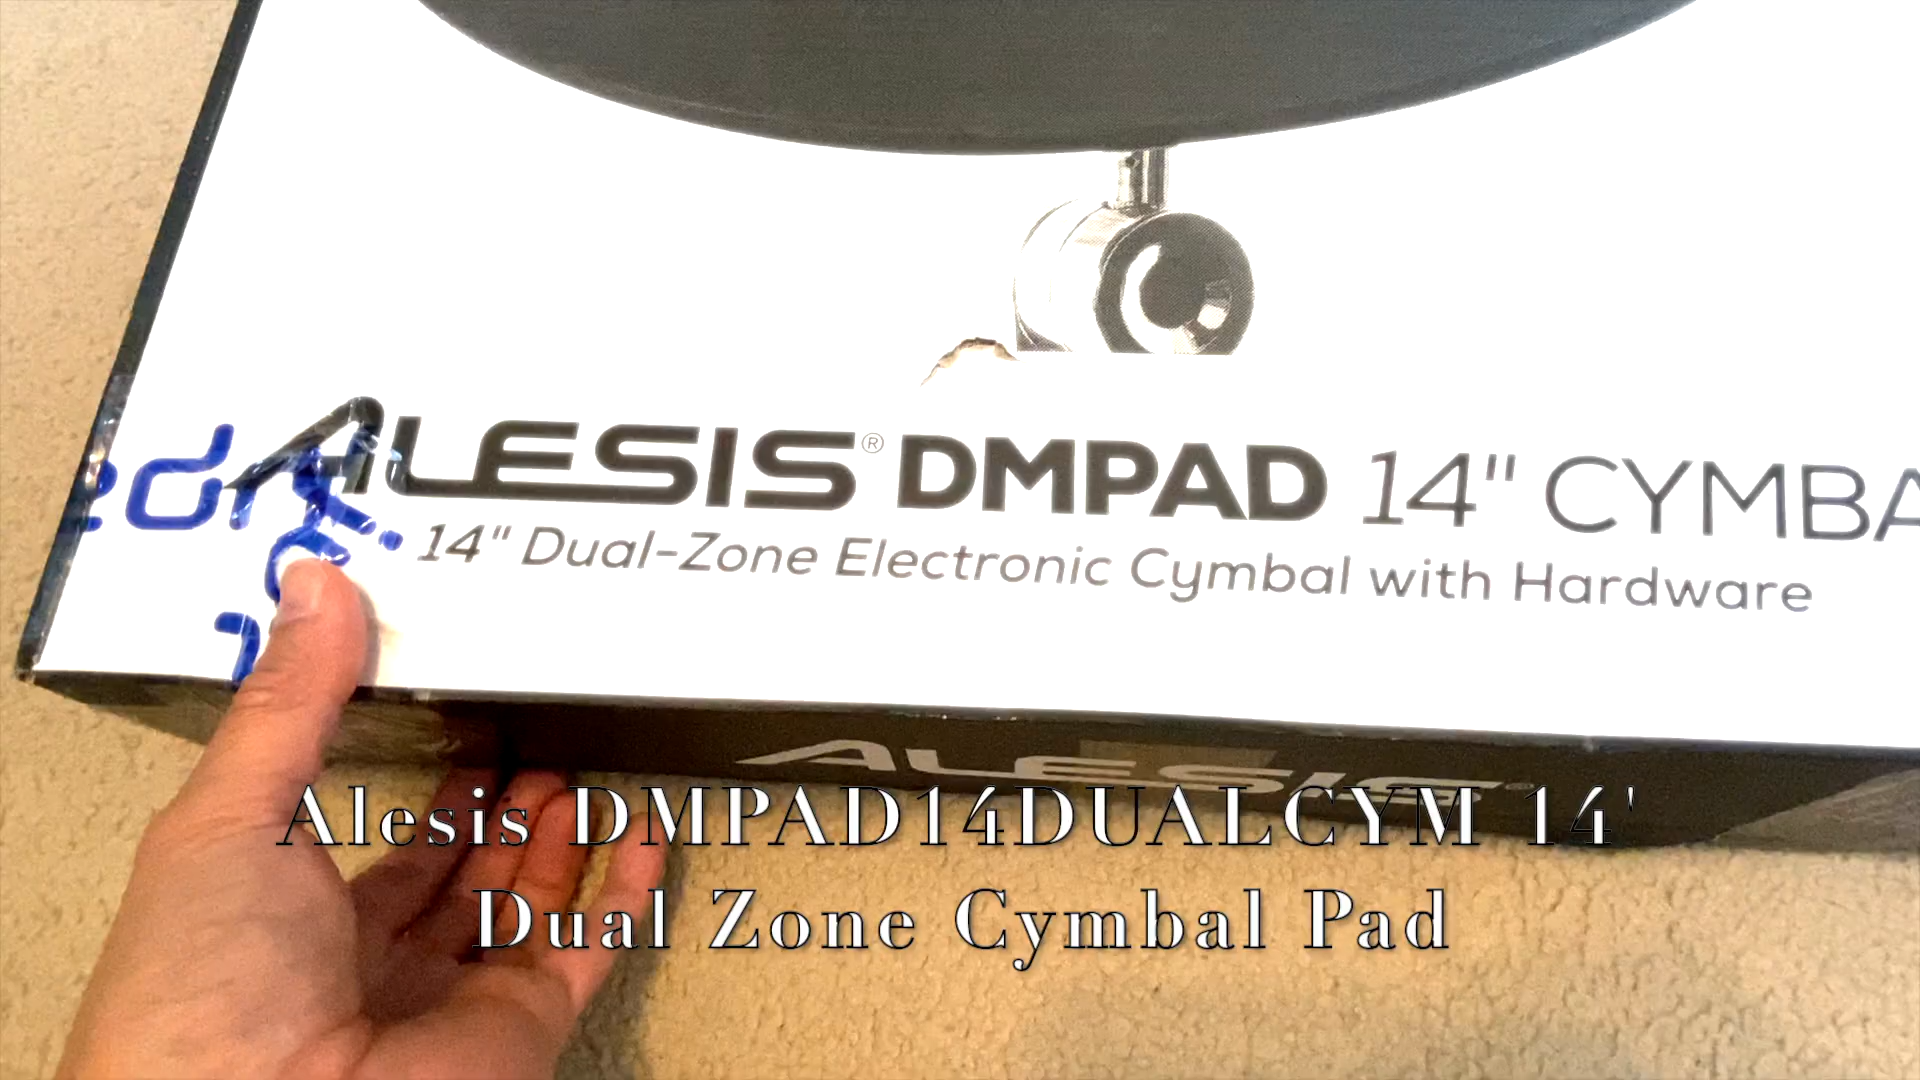 ALESIS® DMPAD 14" CYMBA
14" Dual-Zone Electronic Cymbal with Hardware
ALESIS®
Alesis DMPAD14DUALCYM 14'
Dual Zone Cymbal Pad